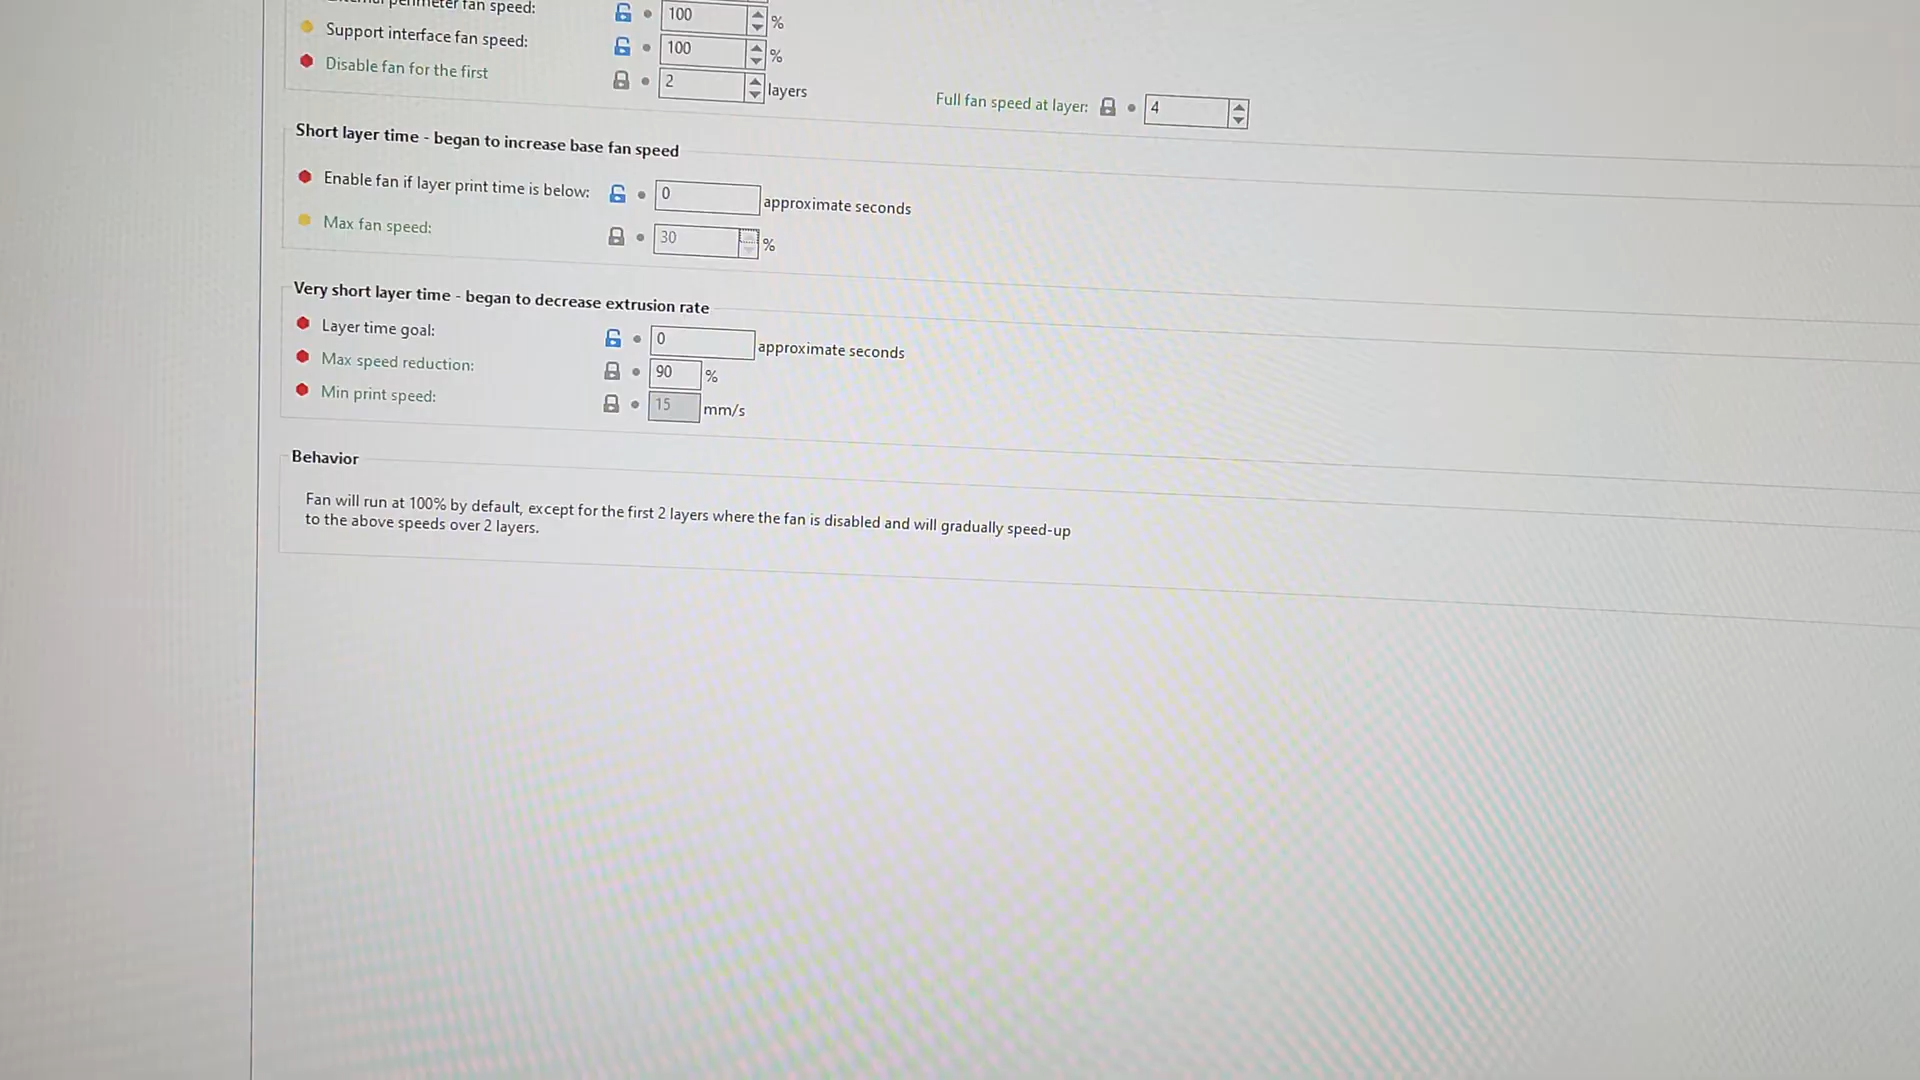 perimeter fan speed: 100 %
Support interface fan speed: 100 %
Disable fan for the first 2 layers Full fan speed at layer: 4
Short layer time - began to increase base fan speed
Enable fan if layer print time is below: 0 approximate seconds
Max fan speed: 30 %
Very short layer time - began to decrease extrusion rate
Layer time goal: 0 approximate seconds
Max speed reduction: 90 %
Min print speed: 15 mm/s
Behavior
Fan will run at 100% by default, except for the first 2 layers where the fan is disabled and will gradually speed-up
to the above speeds over 2 layers.